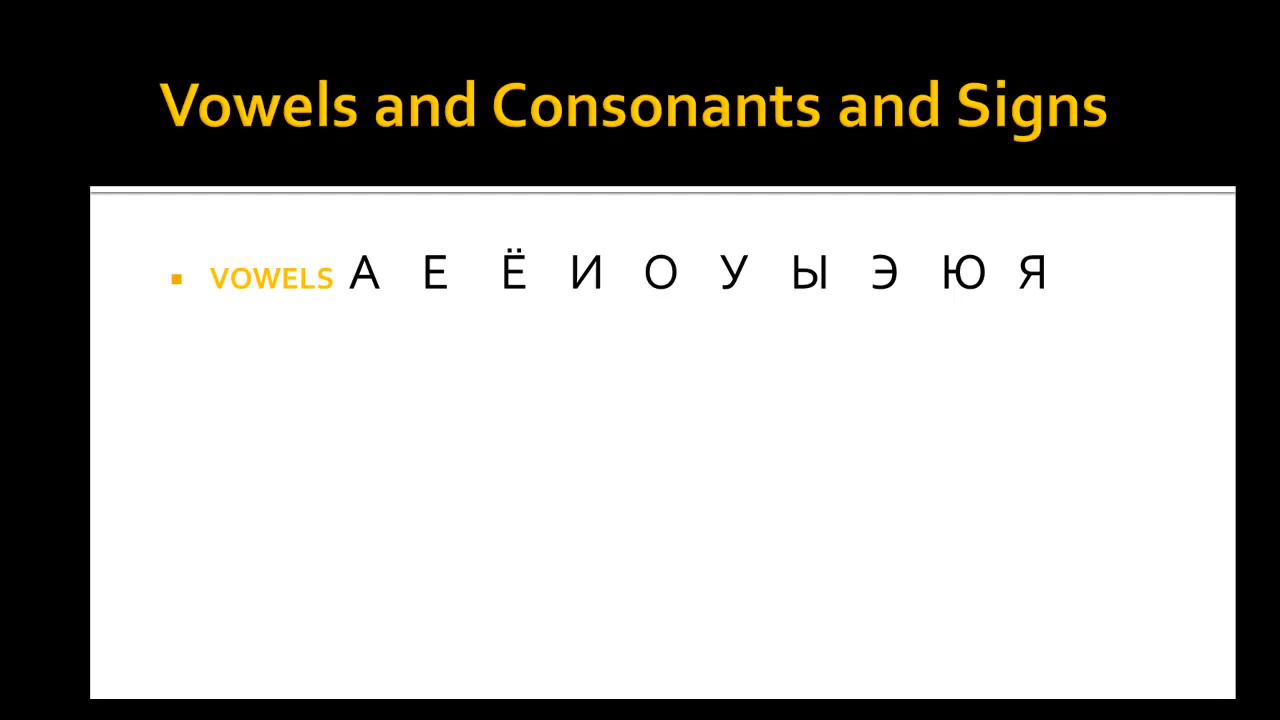 Vowels and Consonants and Signs
▪ VOWELS А Е Ё И О У Ы Э Ю Я